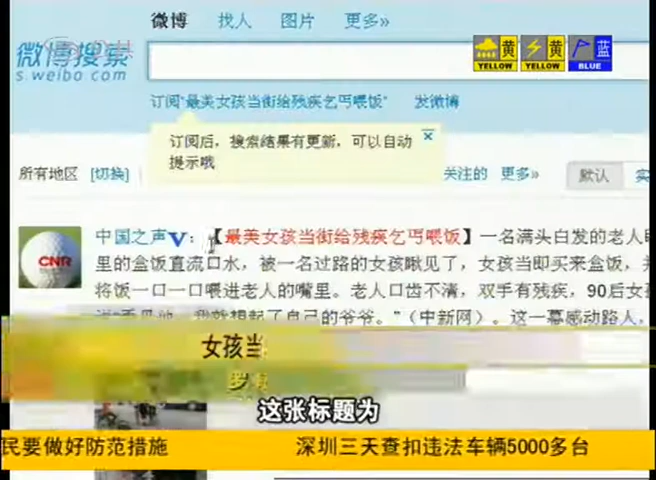 微博 找人 图片 更多»
微博搜索
s.weibo.com
黄 黄 蓝
YELLOW YELLOW BLUE
订阅"最美女孩当街给残疾乞丐喂饭" 发微博
订阅后，搜索结果有更新，可以自动
提示哦
所有地区 [切换]
关注的 更多» 默认
中国之声V：【最美女孩当街给残疾乞丐喂饭】一名满头白发的老人
CNR
里的盒饭直流口水，被一名过路的女孩瞅见了，女孩当即买来盒饭，
将饭一口一口喂进老人的嘴里。老人口齿不清，双手有残疾，90后女孩
我就想起了自己的爷爷。"（中新网）。这一幕感动路人，
女孩当
这张标题为
民要做好防范措施 深圳三天查扣违法车辆5000多台